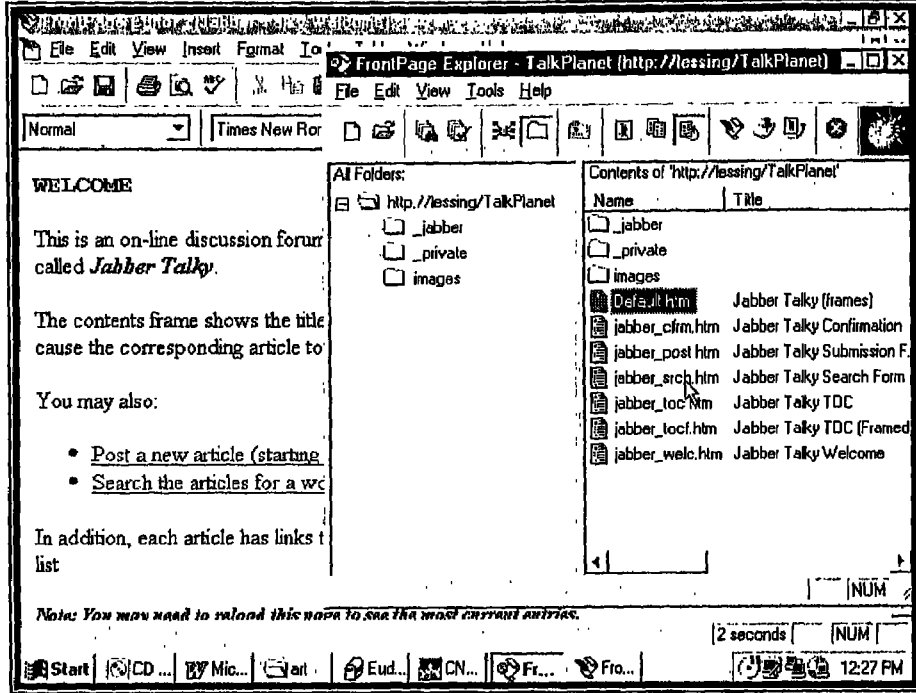 File Edit View Insert Format
Normal Times New Ror
WELCOME
This is an on-line discussion forum
called Jabber Talky.
The contents frame shows the title
cause the corresponding article to
You may also:
• Post a new article (starting
• Search the articles for a wo
In addition, each article has links t
list
Note: You may need to reload this page to see the most current entries.
2 seconds NUM
FrontPage Explorer - TalkPlanet (http://lessing/TalkPlanet)
File Edit View Tools Help
All Folders:
http://lessing/TalkPlanet
_jabber
_private
images
Contents of 'http://lessing/TalkPlanet'
Name Title
_jabber
_private
images
Default.htm Jabber Talky (frames)
jabber_cfrm.htm Jabber Talky Confirmation
jabber_post.htm Jabber Talky Submission F.
jabber_srch.htm Jabber Talky Search Form
jabber_toc.htm Jabber Talky TOC
jabber_tocf.htm Jabber Talky TOC (Framed
jabber_welc.htm Jabber Talky Welcome
NUM
Start CD ... Mic... art Eud... CN... Fr... Fro... 12:27 PM